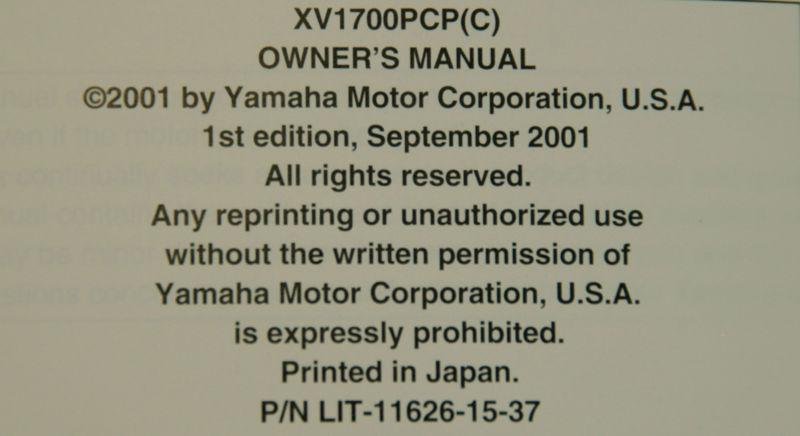 XV1700PCP(C)
OWNER'S MANUAL
©2001 by Yamaha Motor Corporation, U.S.A.
1st edition, September 2001
All rights reserved.
Any reprinting or unauthorized use
without the written permission of
Yamaha Motor Corporation, U.S.A.
is expressly prohibited.
Printed in Japan.
P/N LIT-11626-15-37